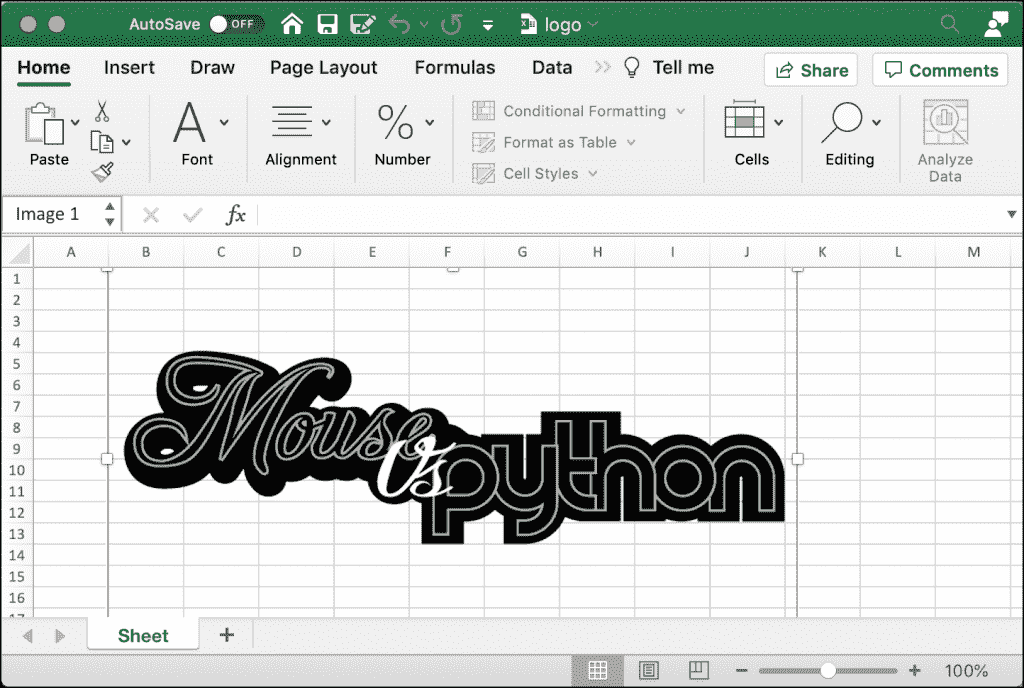 AutoSave OFF logo
Home Insert Draw Page Layout Formulas Data Tell me Share Comments
Paste Font Alignment Number Conditional Formatting Format as Table Cell Styles Cells Editing Analyze Data
Image 1 fx
A B C D E F G H I J K L M
1
2
3
4
5
6
7
8
9
10
11
12
13
14
15
16
17
Mouse
Vs
python
Sheet +
100%